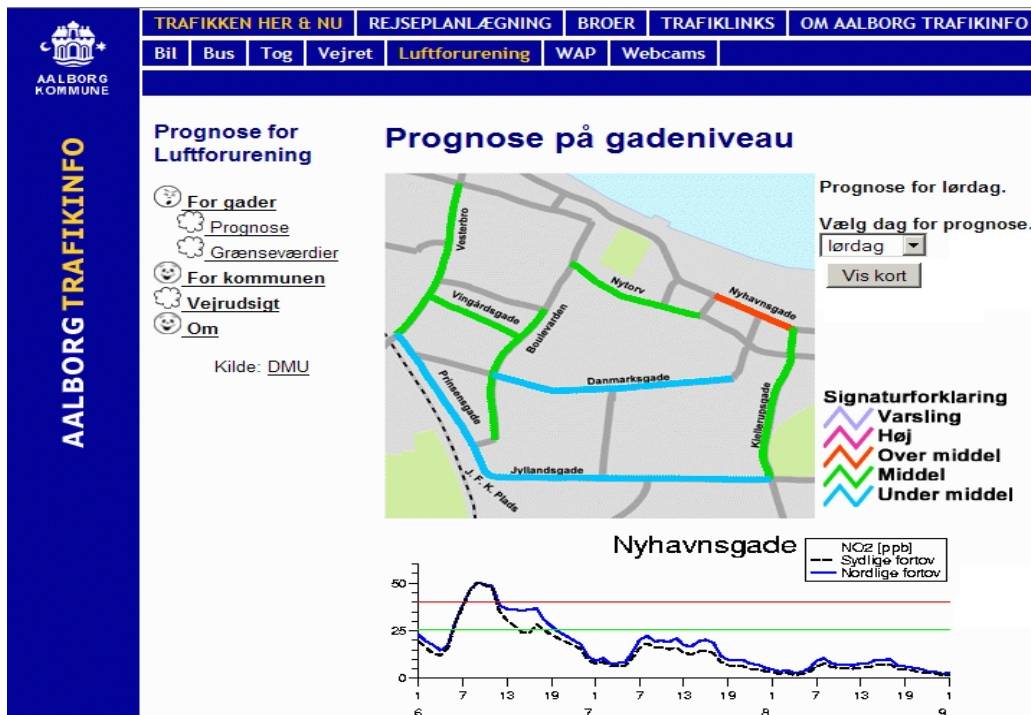 AALBORG
KOMMUNE
AALBORG TRAFIKINFO
TRAFIKKEN HER & NU REJSEPLANLÆGNING BROER TRAFIKLINKS OM AALBORG TRAFIKINFO
Bil Bus Tog Vejret Luftforurening WAP Webcams
Prognose for
Luftforurening
For gader
Prognose
Grænseværdier
For kommunen
Vejrudsigt
Om
Kilde: DMU
Prognose på gadeniveau
Vesterbro
Vingårdsgade
Boulevarden
Nytorv
Nyhavnsgade
Prinsensgade
Danmarksgade
Kjellerupsgade
Jyllandsgade
J. F. K. Plads
Prognose for lørdag.
Vælg dag for prognose.
lørdag
Vis kort
Signaturforklaring
Varsling
Høj
Over middel
Middel
Under middel
Nyhavnsgade
NO2 [ppb]
Sydlige fortov
Nordlige fortov
50
25
0
1 7 13 19 1 7 13 19 1 7 13 19 1
6 7 8 9